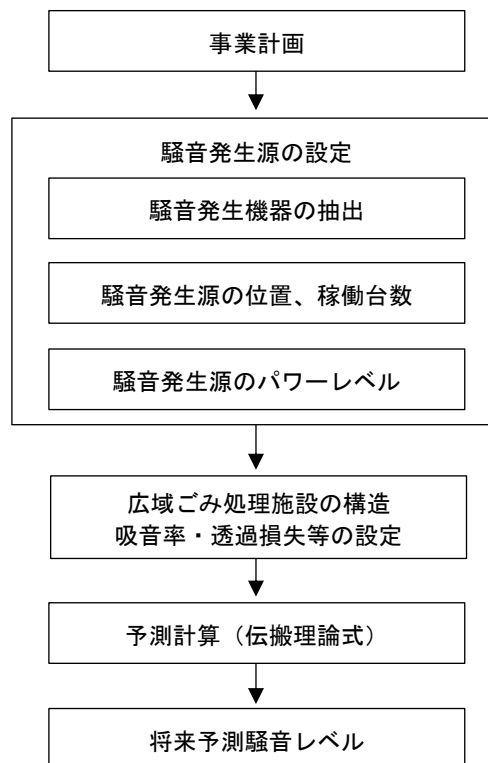 事業計画
騒音発生源の設定
騒音発生機器の抽出
騒音発生源の位置、稼働台数
騒音発生源のパワーレベル
広域ごみ処理施設の構造
吸音率・透過損失等の設定
予測計算（伝搬理論式）
将来予測騒音レベル